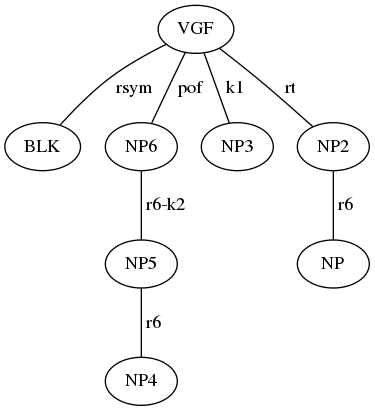 VGF
rsym pof k1 rt
BLK NP6 NP3 NP2
r6-k2 r6
NP5 NP
r6
NP4